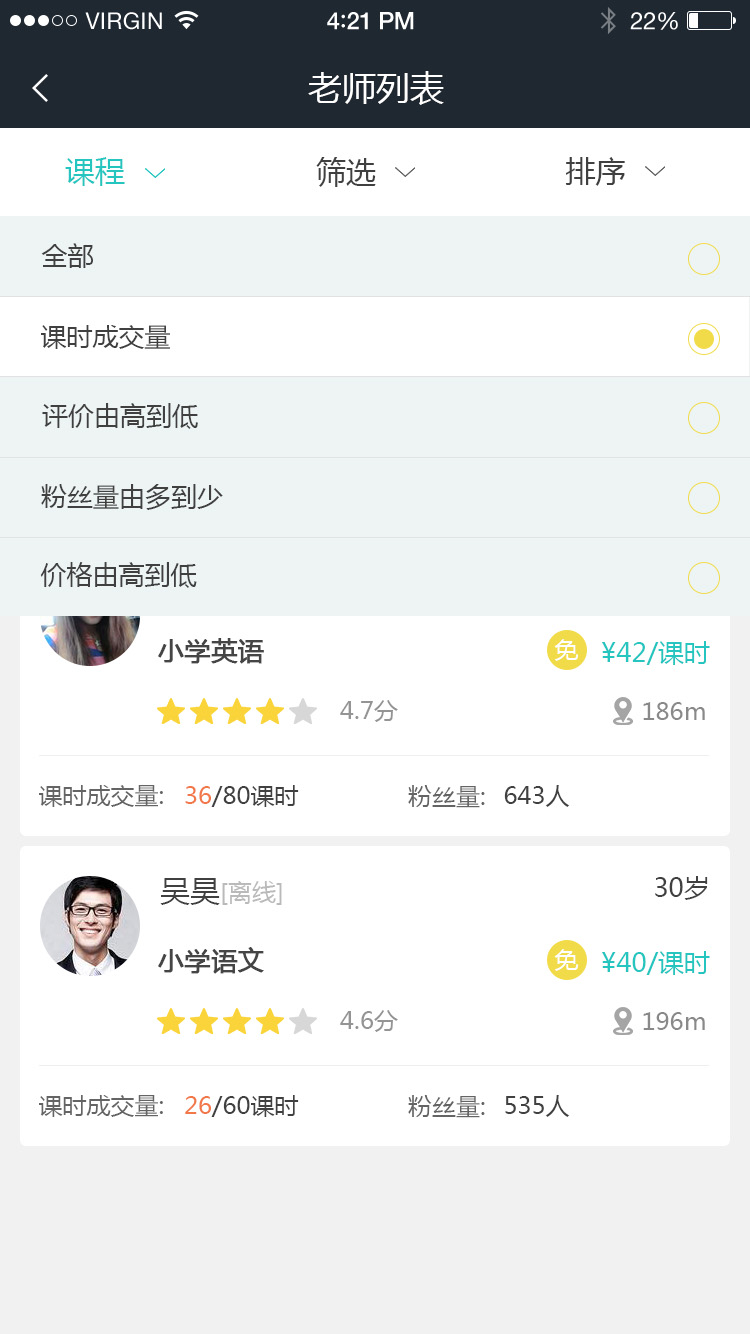 VIRGIN 4:21 PM 22%
老师列表
课程 筛选 排序
全部
课时成交量
评价由高到低
粉丝量由多到少
价格由高到低
小学英语 免 ¥42/课时
4.7分 186m
课时成交量: 36/80课时 粉丝量: 643人
吴昊[离线] 30岁
小学语文 免 ¥40/课时
4.6分 196m
课时成交量: 26/60课时 粉丝量: 535人